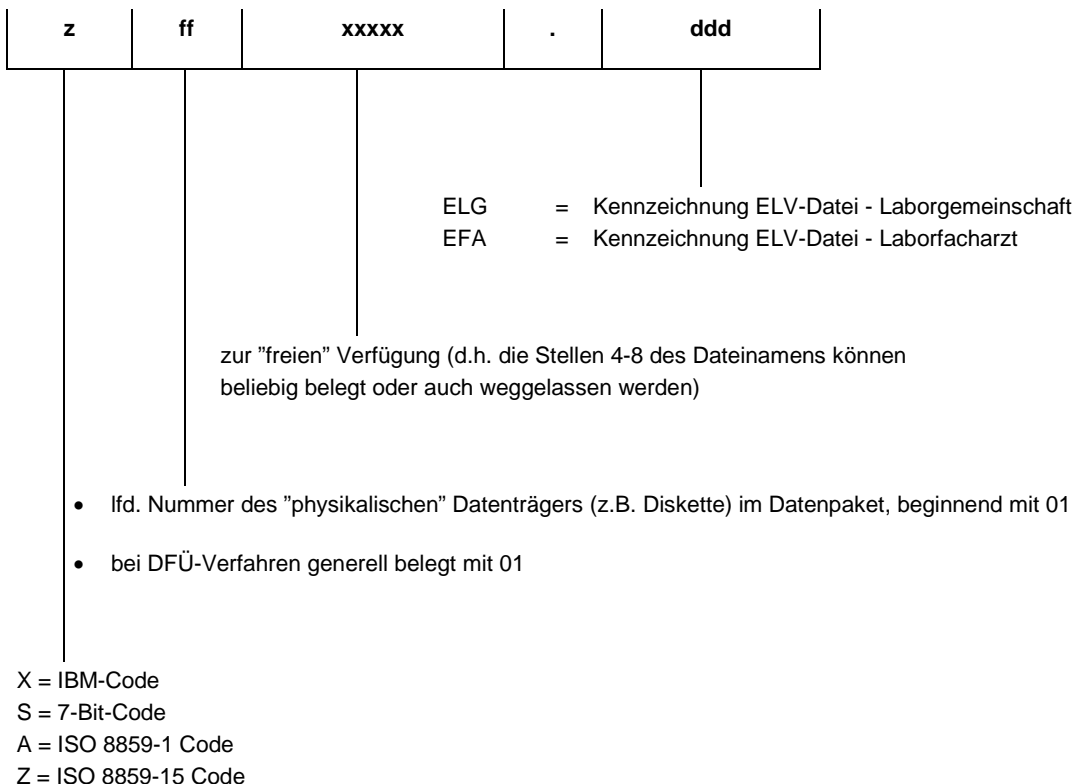 z ff xxxxx . ddd
ELG = Kennzeichnung ELV-Datei - Laborgemeinschaft
EFA = Kennzeichnung ELV-Datei - Laborfacharzt
zur ”freien” Verfügung (d.h. die Stellen 4-8 des Dateinamens können
beliebig belegt oder auch weggelassen werden)
• lfd. Nummer des ”physikalischen” Datenträgers (z.B. Diskette) im Datenpaket, beginnend mit 01
• bei DFÜ-Verfahren generell belegt mit 01
X = IBM-Code
S = 7-Bit-Code
A = ISO 8859-1 Code
Z = ISO 8859-15 Code